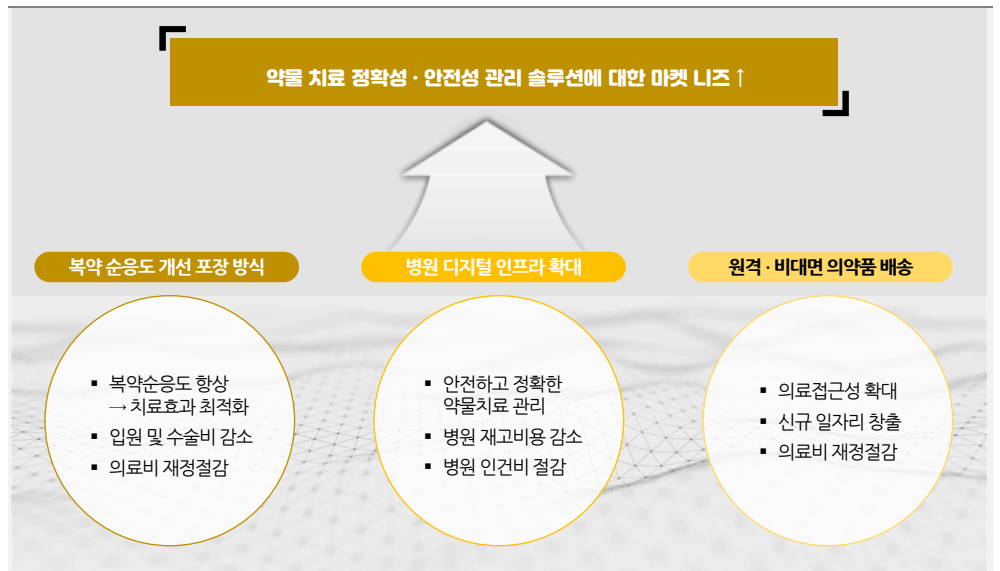 약물 치료 정확성 · 안전성 관리 솔루션에 대한 마켓 니즈 ↑
복약 순응도 개선 포장 방식
▪ 복약순응도 향상
→ 치료효과 최적화
▪ 입원 및 수술비 감소
▪ 의료비 재정절감
병원 디지털 인프라 확대
▪ 안전하고 정확한
약물치료 관리
▪ 병원 재고비용 감소
▪ 병원 인건비 절감
원격 · 비대면 의약품 배송
▪ 의료접근성 확대
▪ 신규 일자리 창출
▪ 의료비 재정절감